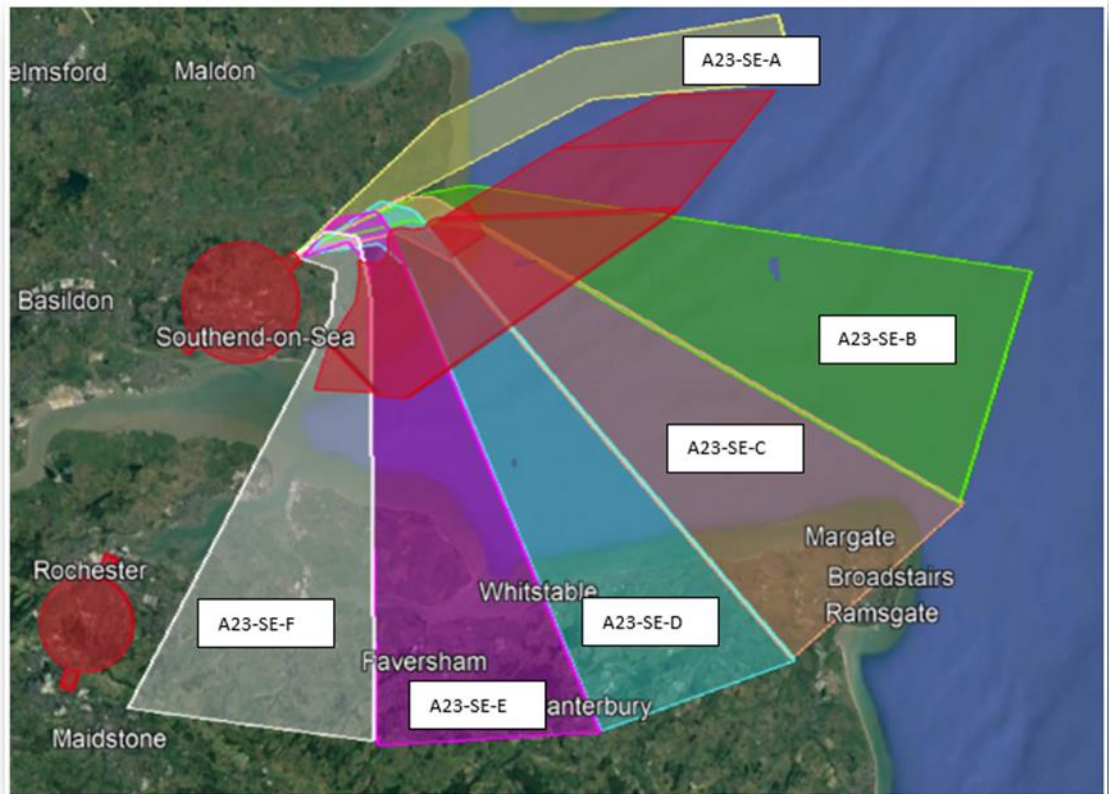 elmsford
Maldon
A23-SE-A
Basildon
Southend-on-Sea
A23-SE-B
A23-SE-C
Margate
Rochester
Broadstairs
Whitstable
Ramsgate
A23-SE-F
A23-SE-D
Faversham
A23-SE-E
anterbury
Maidstone